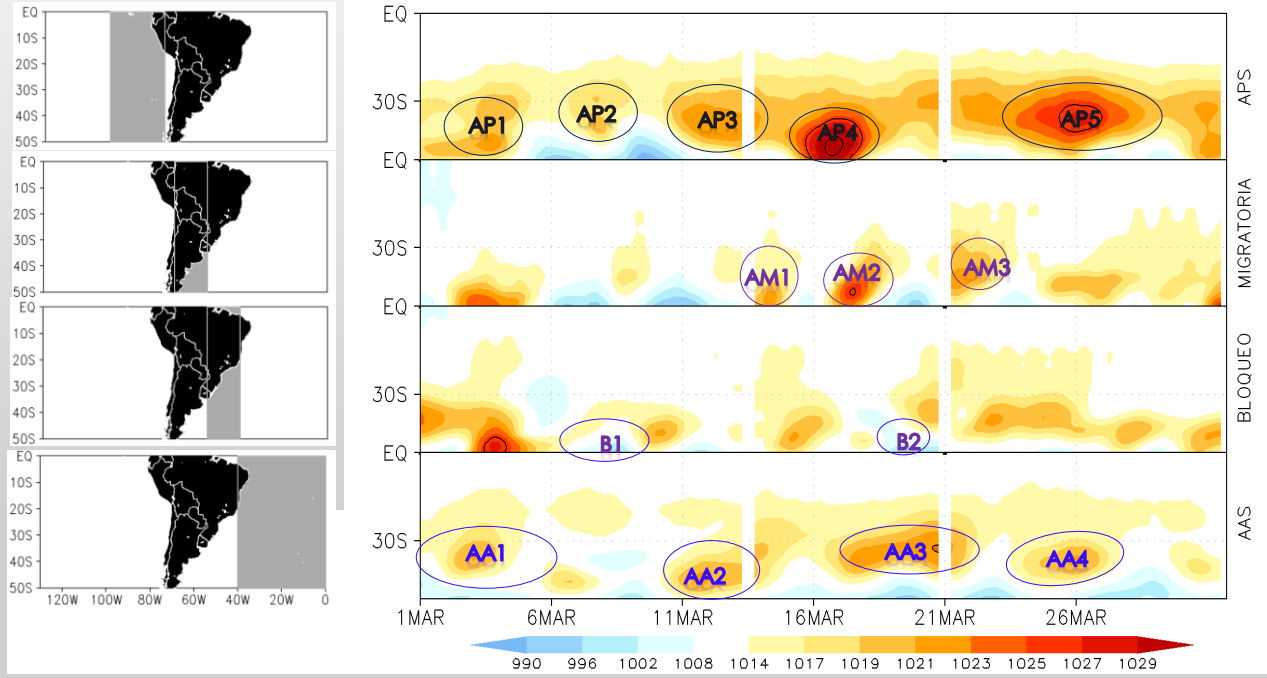 EQ
10S
20S
30S
40S
50S
EQ
10S
20S
30S
40S
50S
EQ
10S
20S
30S
40S
50S
EQ
10S
20S
30S
40S
50S
120W 100W 80W 60W 40W 20W 0
EQ
30S
AP1 AP2 AP3 AP4 AP5
APS
EQ
30S
AM1 AM2 AM3
MIGRATORIA
EQ
30S
B1 B2
BLOQUEO
EQ
30S
AA1 AA2 AA3 AA4
AAS
1MAR 6MAR 11MAR 16MAR 21MAR 26MAR
990 996 1002 1008 1014 1017 1019 1021 1023 1025 1027 1029